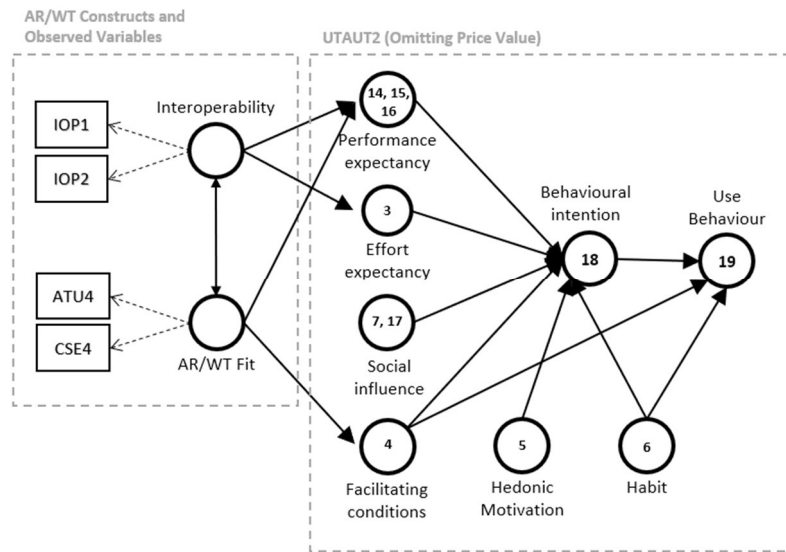 AR/WT Constructs and
Observed Variables
UTAUT2 (Omitting Price Value)
Interoperability
IOP1
IOP2
ATU4
CSE4
AR/WT Fit
14, 15,
16
Performance
expectancy
3
Effort
expectancy
7, 17
Social
influence
4
Facilitating
conditions
Behavioural
intention
18
Use
Behaviour
19
5
Hedonic
Motivation
6
Habit